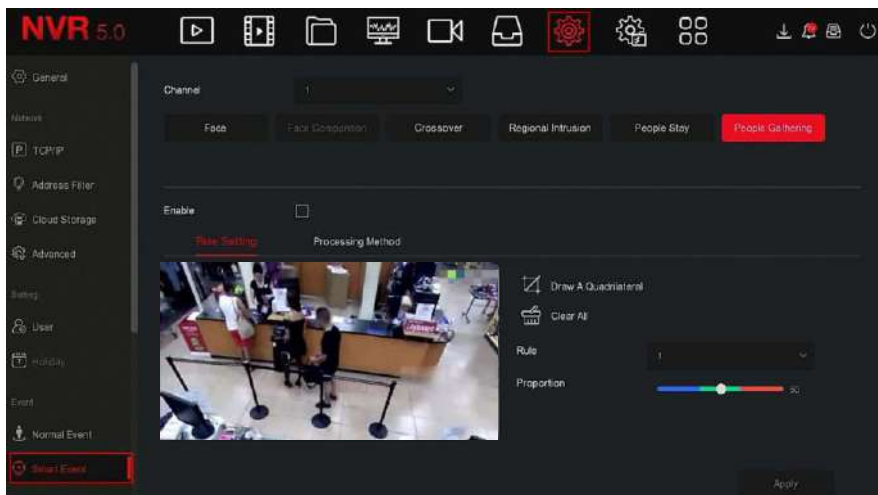 NVR 5.0
General
Channel
1
Network
Face
Face Comparison
Crossover
Regional Intrusion
People Stay
People Gathering
TCP/IP
Address Filter
Enable
Cloud Storage
Rule Setting
Processing Method
Advanced
Draw A Quadrilateral
Setting
Clear All
User
Rule
1
Holiday
Proportion
50
Event
Normal Event
Smart Event
Apply